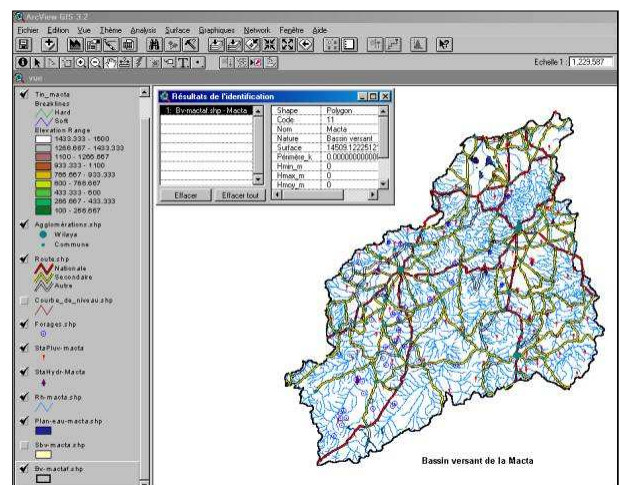 ArcView GIS 3.2
Fichier Edition Vue Thème Analysis Surface Graphiques Network Fenêtre Aide
Echelle 1 : 1,229,587
vue
Tin_macta
Breaklines
Hard
Soft
Elevation Range
1433.333 - 1600
1266.667 - 1433.333
1100 - 1266.667
933.333 - 1100
766.667 - 933.333
600 - 766.667
433.333 - 600
266.667 - 433.333
100 - 266.667
Agglomérations.shp
Wilaya
Commune
Route.shp
Nationale
Secondaire
Autre
Courbe_de_niveau.shp
Forages.shp
StaPluv-macta
StaHydr-Macta
Rh-macta.shp
Plan-eau-macta.shp
Sbv-macta.shp
Bv-mactaf.shp
Résultats de l'identification
1: Bv-mactaf.shp - Macta
Shape Polygon
Code 11
Nom Macta
Nature Bassin versant
Surface 14509.1222512
Périmère_k 0.0000000000
Hmin_m 0
Hmax_m 0
Hmoy_m 0
Effacer Effacer tout
Bassin versant de la Macta